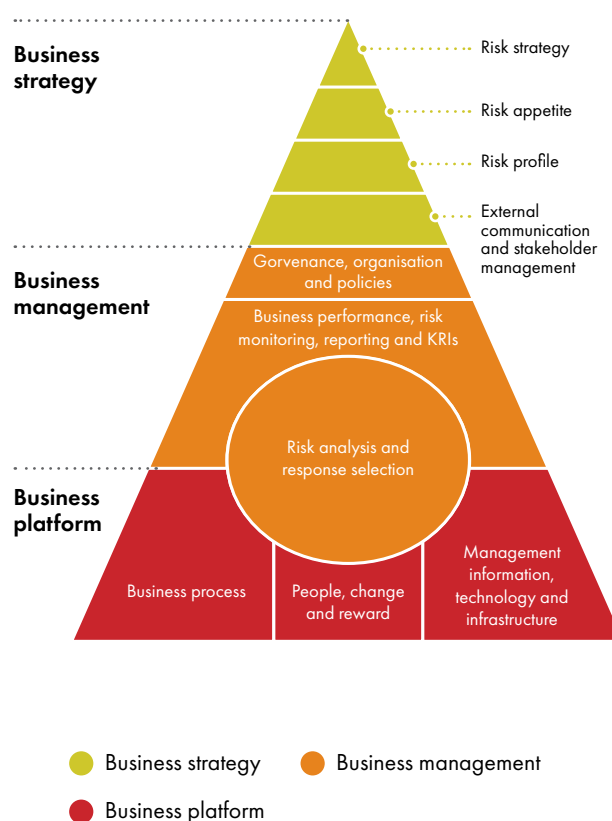 Business
strategy
Risk strategy
Risk appetite
Risk profile
External
communication
and stakeholder
management
Business
management
Gorvenance, organisation
and policies
Business performance, risk
monitoring, reporting and KRIs
Risk analysis and
response selection
Business
platform
Business process
People, change
and reward
Management
information,
technology and
infrastructure
Business strategy
Business management
Business platform